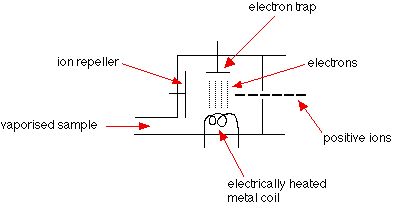 electron trap
ion repeller
electrons
vaporised sample
positive ions
electrically heated
metal coil